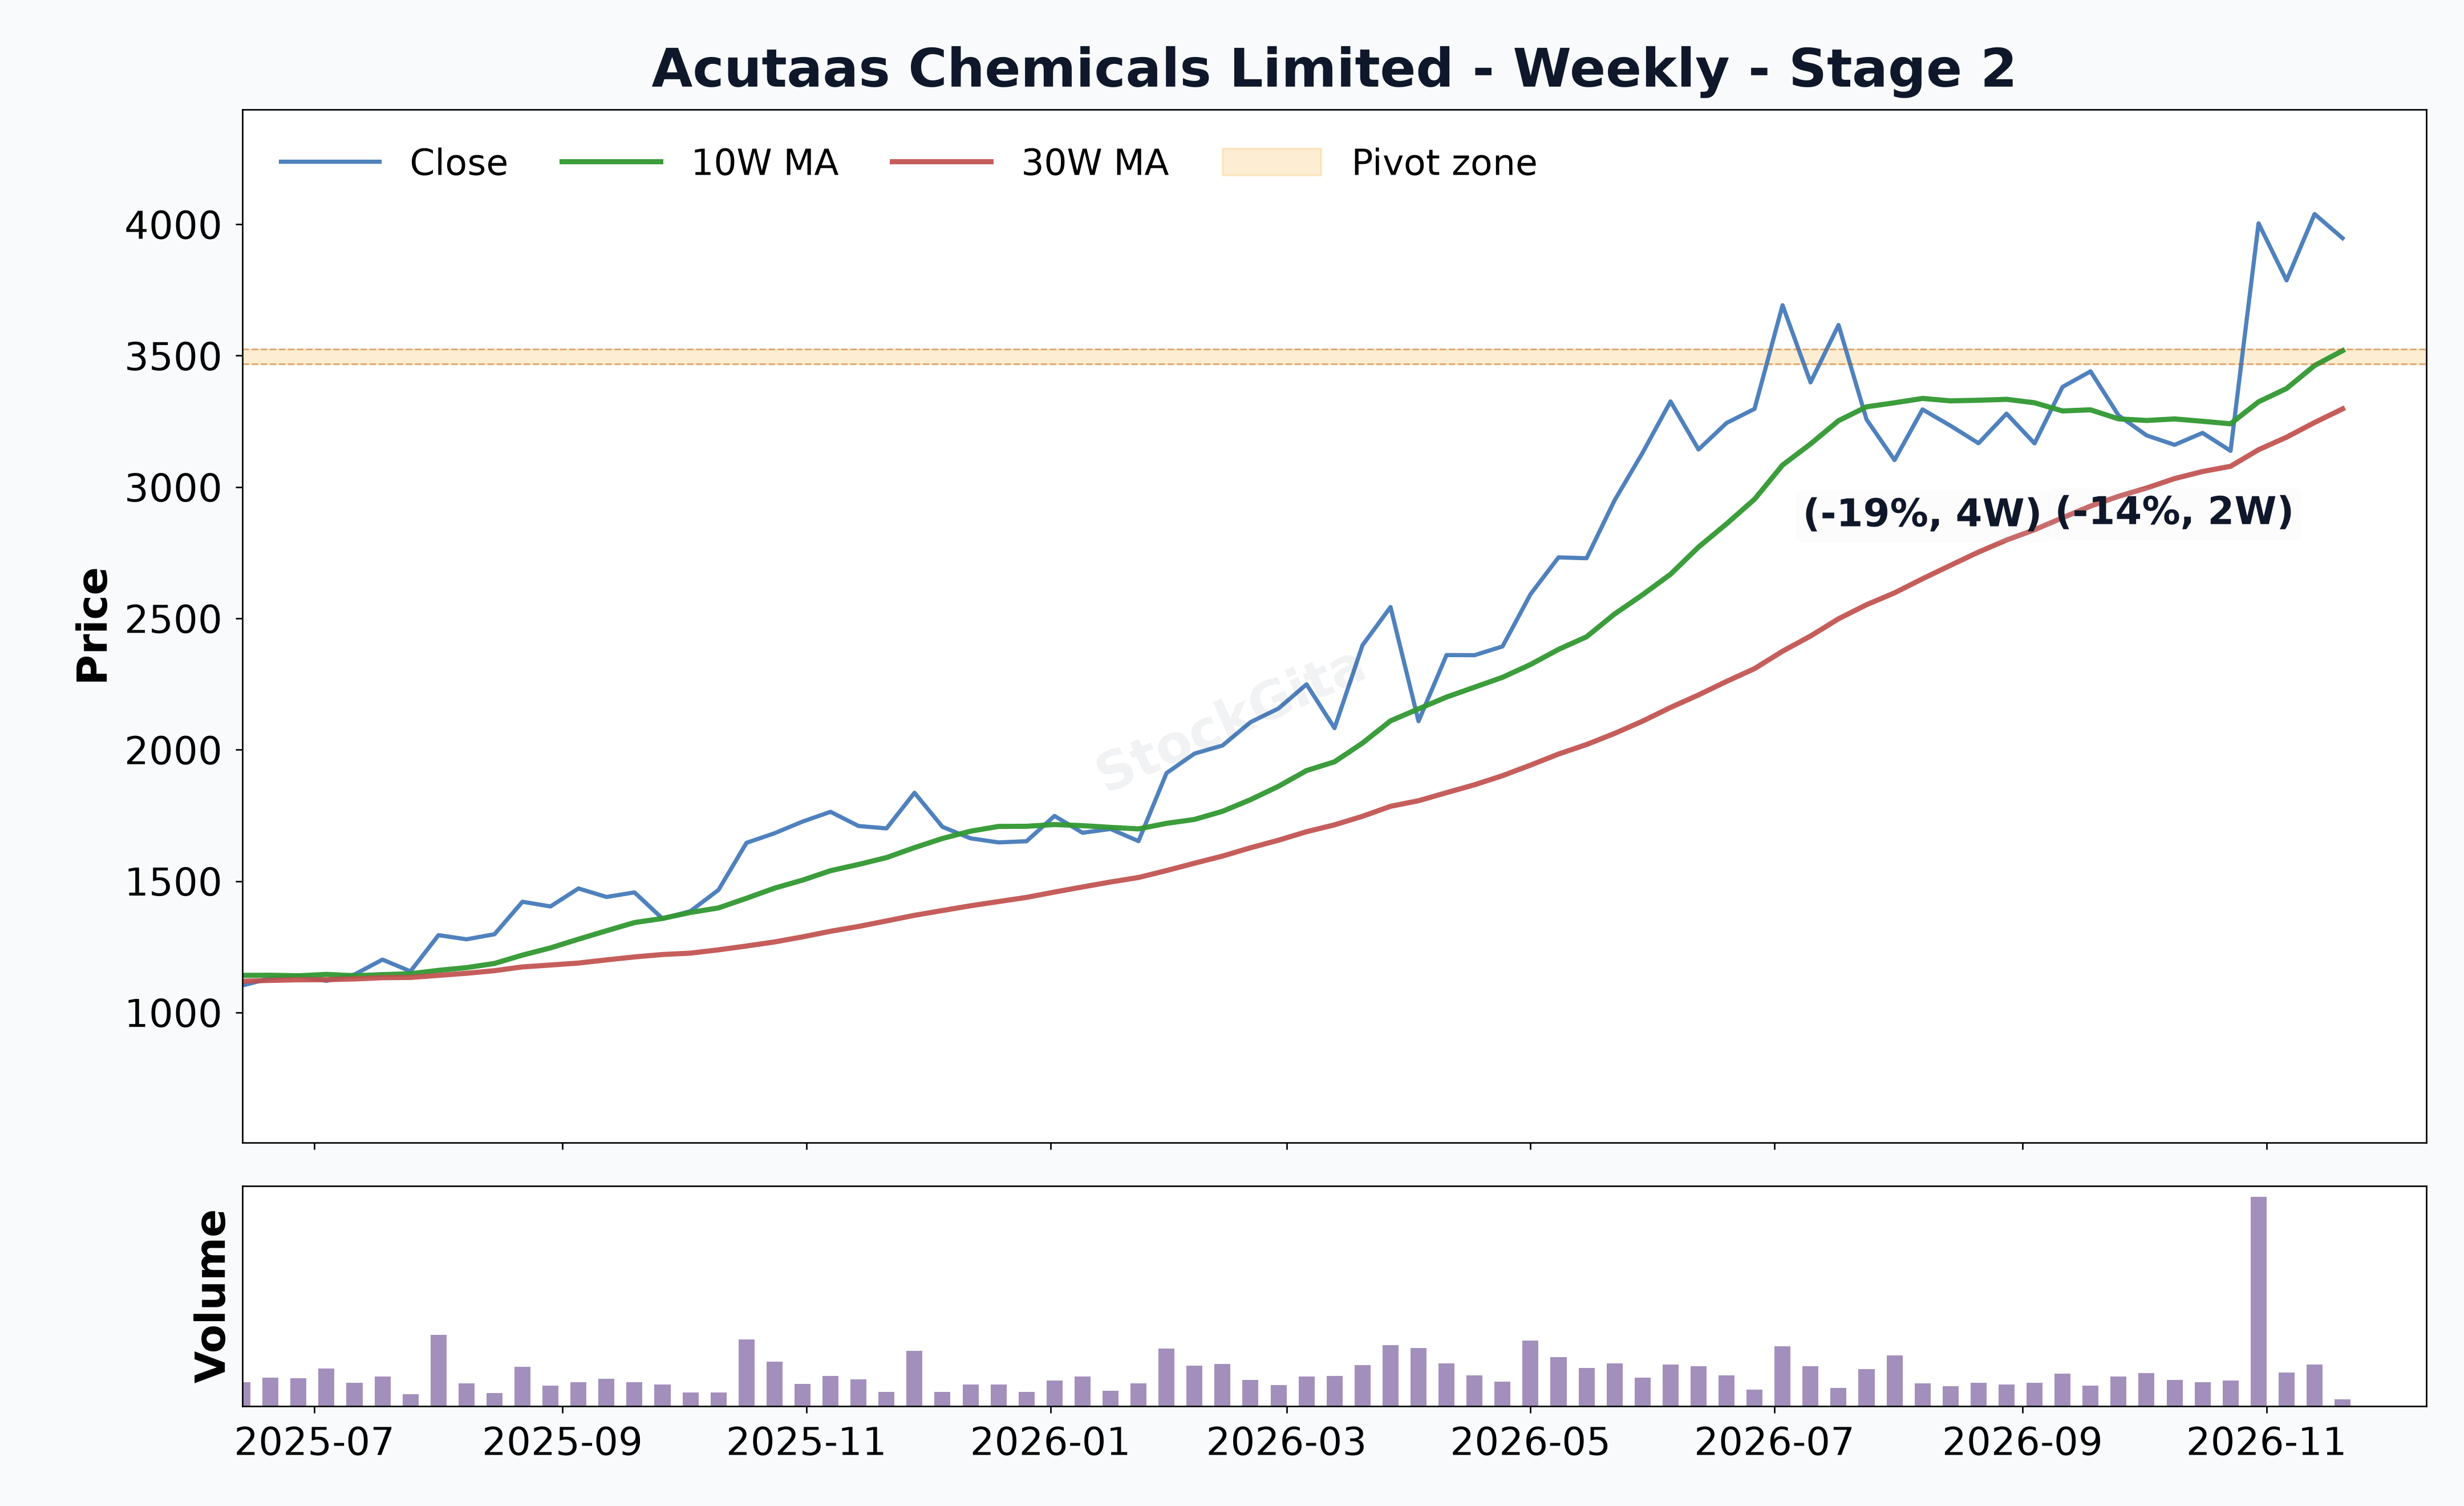 Acutaas Chemicals Limited - Weekly - Stage 2
Close 10W MA 30W MA Pivot zone
4000
3500
3000
2500
2000
1500
1000
Price
(-19%, 4W) (-14%, 2W)
StockGita
Volume
2025-07 2025-09 2025-11 2026-01 2026-03 2026-05 2026-07 2026-09 2026-11